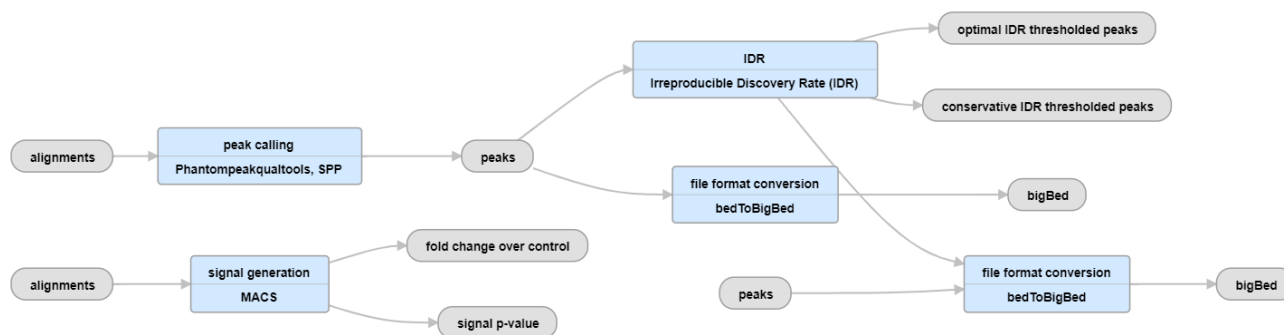 optimal IDR thresholded peaks
IDR
Irreproducible Discovery Rate (IDR)
conservative IDR thresholded peaks
peak calling
alignments
Phantompeakqualtools, SPP
peaks
file format conversion
bedToBigBed
bigBed
fold change over control
signal generation
alignments
MACS
file format conversion
bedToBigBed
bigBed
peaks
signal p-value